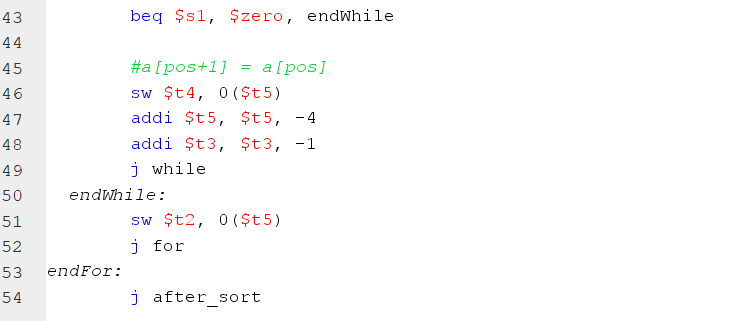 43 beq $s1, $zero, endWhile
44
45 #a[pos+1] = a[pos]
46 sw $t4, 0($t5)
47 addi $t5, $t5, -4
48 addi $t3, $t3, -1
49 j while
50 endWhile:
51 sw $t2, 0($t5)
52 j for
53 endFor:
54 j after_sort